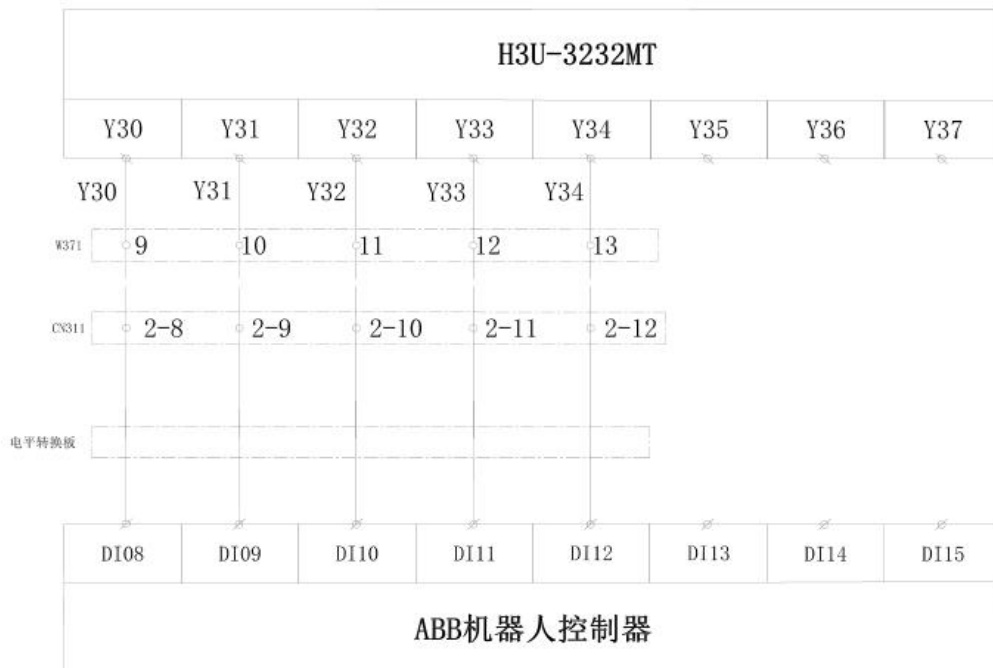 H3U-3232MT
Y30 Y31 Y32 Y33 Y34 Y35 Y36 Y37
Y30 Y31 Y32 Y33 Y34
W371 9 10 11 12 13
CN311 2-8 2-9 2-10 2-11 2-12
电平转换板
DI08 DI09 DI10 DI11 DI12 DI13 DI14 DI15
ABB机器人控制器